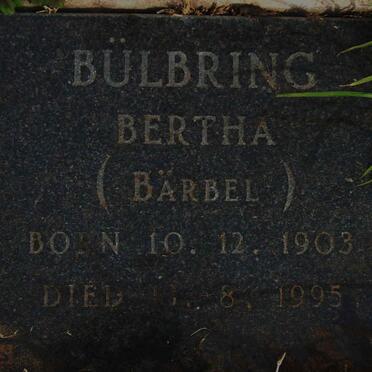 BÜLBRING
BERTHA
(BÄRBEL)
BORN 10. 12. 1903
DIED 8. 1995